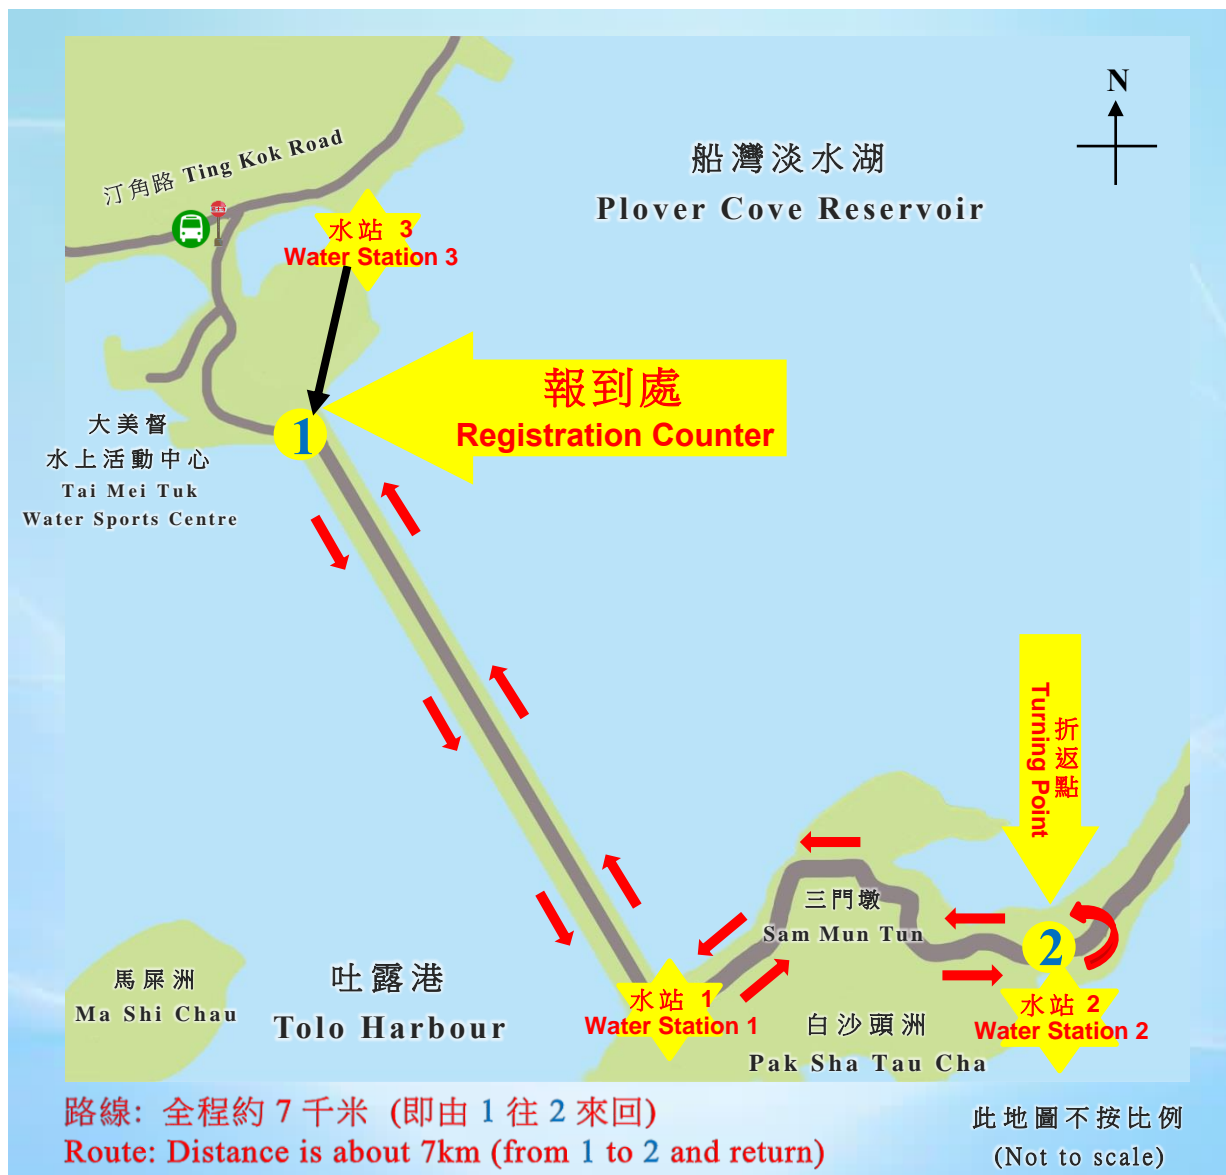 N
船灣淡水湖
Plover Cove Reservoir
汀角路 Ting Kok Road
水站 3
Water Station 3
報到處
Registration Counter
1
大美督
水上活動中心
Tai Mei Tuk
Water Sports Centre
折返點
Turning Point
三門墩
Sam Mun Tun
2
馬屎洲
Ma Shi Chau
吐露港
Tolo Harbour
水站 1
Water Station 1
白沙頭洲
Pak Sha Tau Cha
水站 2
Water Station 2
路線: 全程約 7 千米 (即由 1 往 2 來回)
Route: Distance is about 7km (from 1 to 2 and return)
此地圖不按比例
(Not to scale)